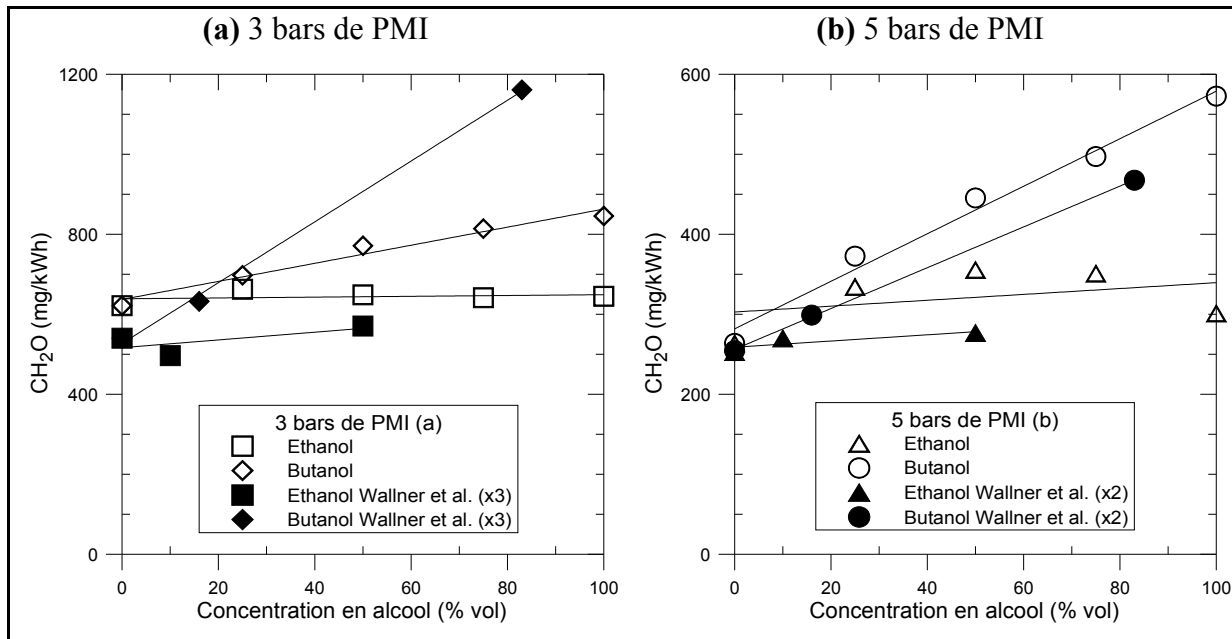 (a) 3 bars de PMI
1200
800
400
0
CH2O (mg/kWh)
3 bars de PMI (a)
Ethanol
Butanol
Ethanol Wallner et al. (x3)
Butanol Wallner et al. (x3)
0 20 40 60 80 100
Concentration en alcool (% vol)
(b) 5 bars de PMI
600
400
200
0
CH2O (mg/kWh)
5 bars de PMI (b)
Ethanol
Butanol
Ethanol Wallner et al. (x2)
Butanol Wallner et al. (x2)
0 20 40 60 80 100
Concentration en alcool (% vol)